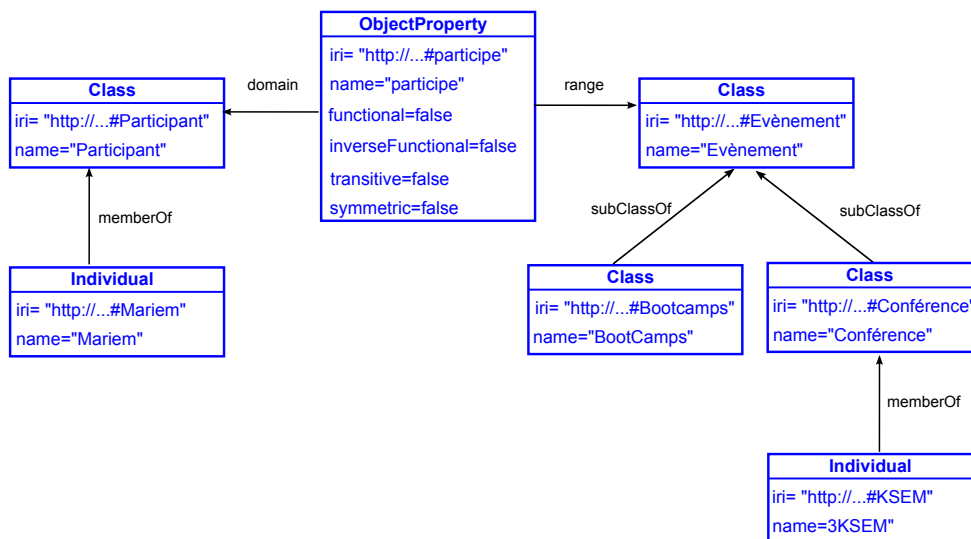 ObjectProperty
iri= "http://...#participe"
name="participe"
functional=false
inverseFunctional=false
transitive=false
symmetric=false
domain
range
Class
iri= "http://...#Participant"
name="Participant"
Class
iri= "http://...#Evènement"
name="Evènement"
memberOf
subClassOf
subClassOf
Individual
iri= "http://...#Mariem"
name="Mariem"
Class
iri= "http://...#Bootcamps"
name="BootCamps"
Class
iri= "http://...#Conférence"
name="Conférence"
memberOf
Individual
iri= "http://...#KSEM"
name=3KSEM"